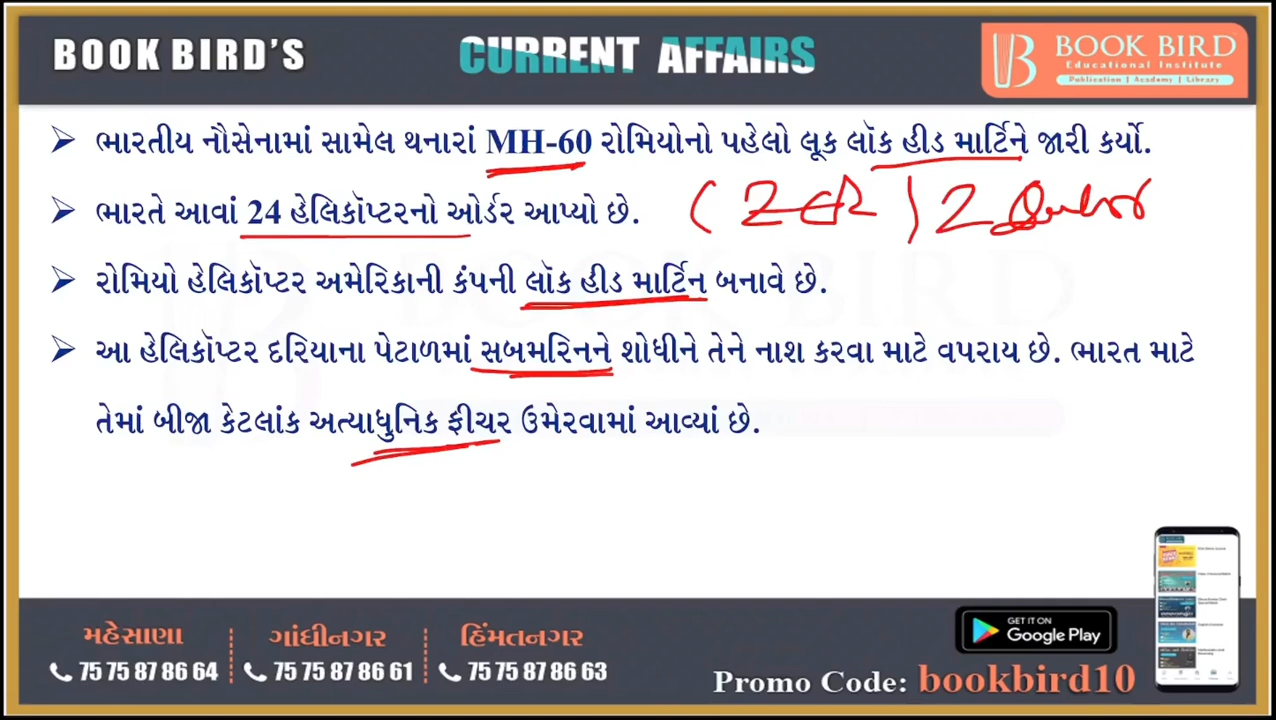 BOOK BIRD'S
CURRENT AFFAIRS
BOOK BIRD
Educational Institute
Publication | Academy | Library
➢ ભારતીય નૌસેનામાં સામેલ થનારાં MH-60 રોમિયોનો પહેલો લૂક લૉક હીડ માર્ટિને જારી કર્યો.
➢ ભારતે આવાં 24 હેલિકૉપ્ટરનો ઓર્ડર આપ્યો છે.
➢ રોમિયો હેલિકૉપ્ટર અમેરિકાની કંપની લૉક હીડ માર્ટિન બનાવે છે.
➢ આ હેલિકૉપ્ટર દરિયાના પેટાળમાં સબમરિનને શોધીને તેને નાશ કરવા માટે વપરાય છે. ભારત માટે
તેમાં બીજા કેટલાંક અત્યાધુનિક ફીચર ઉમેરવામાં આવ્યાં છે.
મહેસાણા
75 75 87 86 64
ગાંધીનગર
75 75 87 86 61
હિંમતનગર
75 75 87 86 63
GET IT ON
Google Play
Promo Code: bookbird10